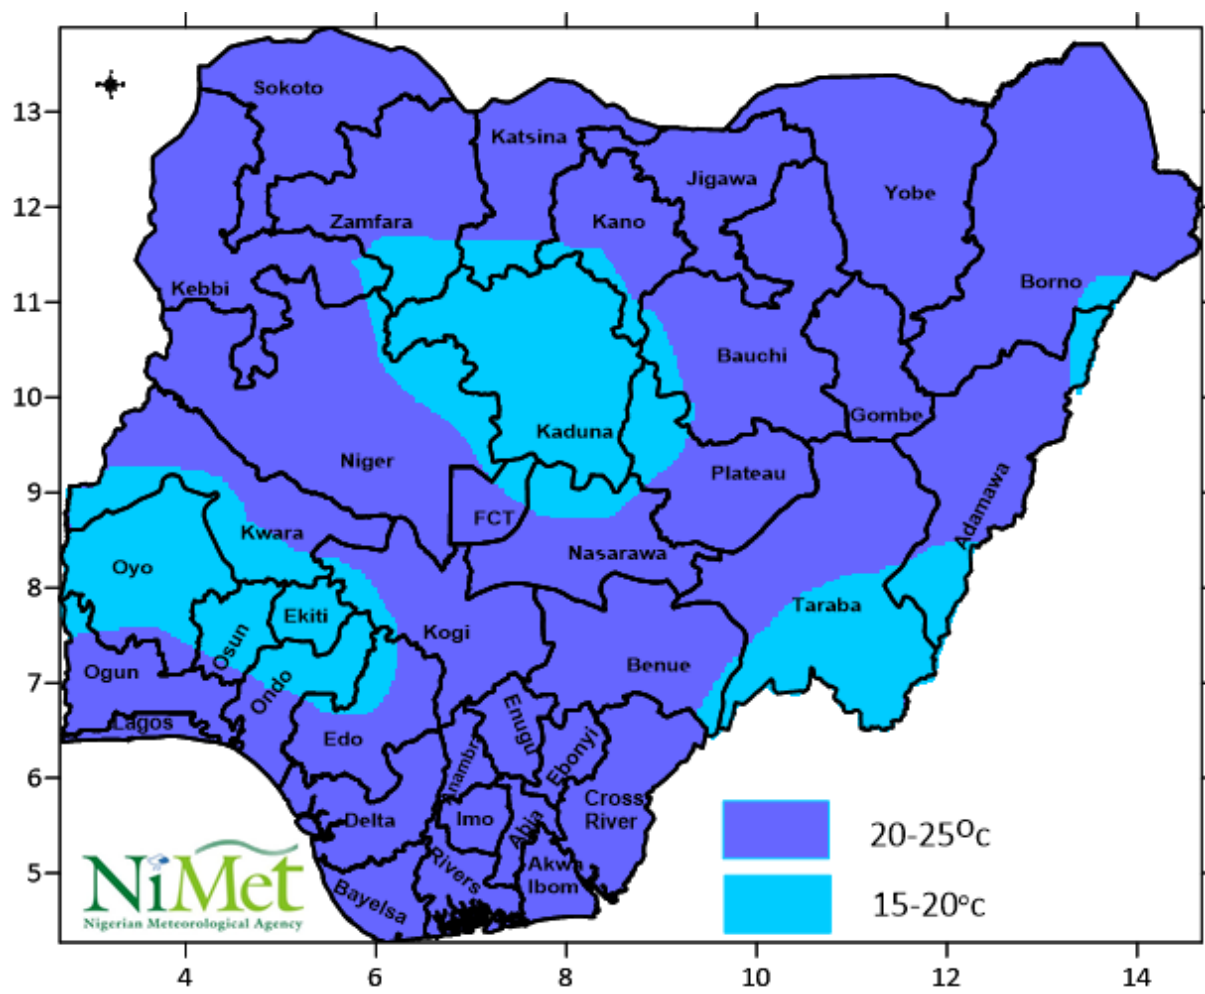 Sokoto
13
Katsina
Jigawa
Yobe
12
Zamfara
Kano
Kebbi
Borno
11
Bauchi
10
Gombe
Kaduna
Niger
Plateau
9
Adamawa
FCT
Kwara
Nasarawa
Oyo
8
Taraba
Ekiti
Kogi
Osun
Benue
Ogun
7
Ondo
Enugu
Lagos
Edo
Ebonyi
Anambr
6
Cross
River
Delta
Imo
Abia
20-25°c
5
Rivers
Akwa
Ibom
Bayelsa
15-20°c
NiMet
Nigerian Meteorological Agency
4
6
8
10
12
14